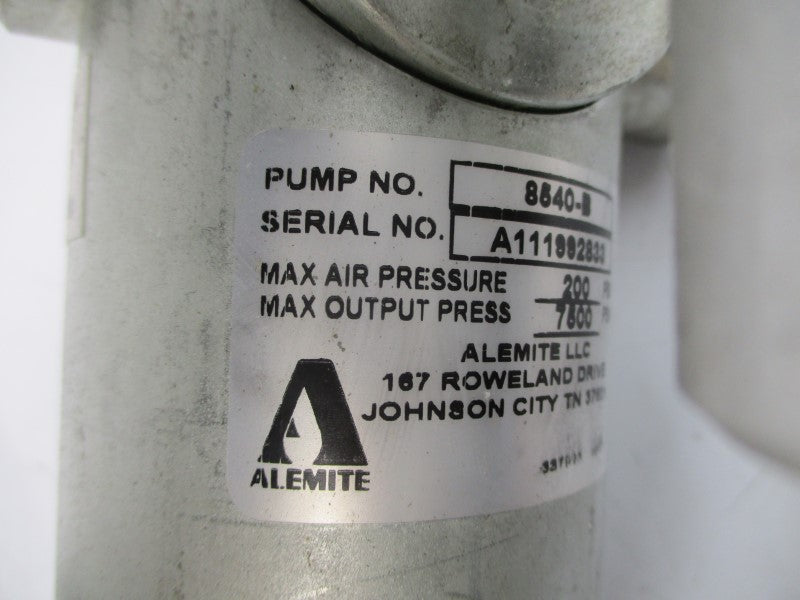 PUMP NO. 8540-B
SERIAL NO. A111992833
MAX AIR PRESSURE 200
MAX OUTPUT PRESS 7500
ALEMITE LLC
167 ROWELAND DRIVE
JOHNSON CITY TN
ALEMITE